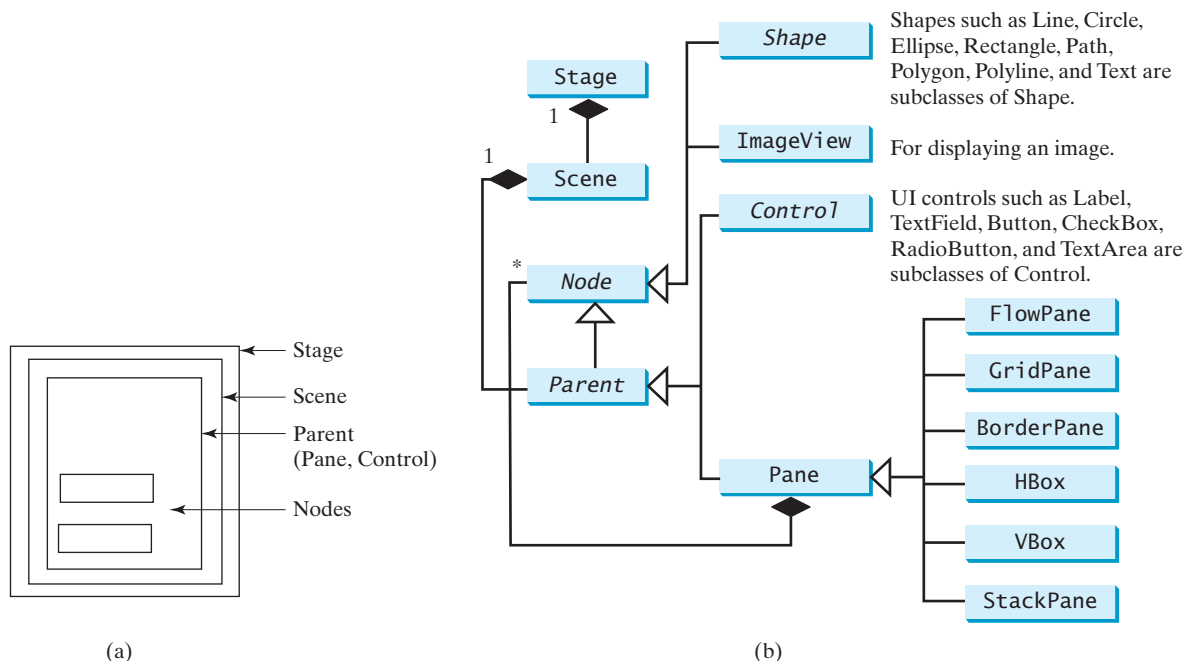 Stage
Scene
Parent
(Pane, Control)
Nodes
(a)
Stage
1
1
Scene
*
Node
Parent
Shape
Shapes such as Line, Circle,
Ellipse, Rectangle, Path,
Polygon, Polyline, and Text are
subclasses of Shape.
ImageView
For displaying an image.
Control
UI controls such as Label,
TextField, Button, CheckBox,
RadioButton, and TextArea are
subclasses of Control.
Pane
FlowPane
GridPane
BorderPane
HBox
VBox
StackPane
(b)